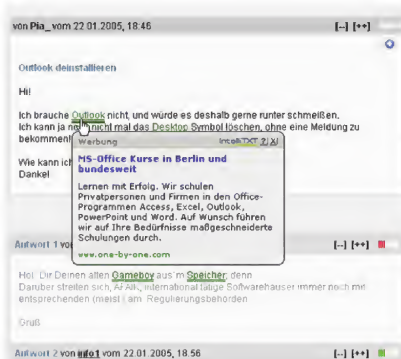 von Pia_ vom 22.01.2005, 18:46 [--] [++]
Outlook deinstallieren
Hi!
Ich brauche Outlook nicht, und würde es deshalb gerne runter schmeißen.
Ich kann ja noch nicht mal das Desktop Symbol löschen, ohne eine Meldung zu
bekommen!
Werbung IntelliTXT ?| X|
MS-Office Kurse in Berlin und
bundesweit
Wie kann ich
Danke!
Lernen mit Erfolg. Wir schulen
Privatpersonen und Firmen in den Office-
Programmen Access, Excel, Outlook,
PowerPoint und Word. Auf Wunsch führen
wir auf Ihre Bedürfnisse maßgeschneiderte
Schulungen durch.
www.one-by-one.com
Antwort 1 von [--] [++]
Hol Dir Deinen alten Gameboy aus'm Speicher, denn
Darüber streiten sich, AFAIK, international tätige Softwarehäuser immer noch mit
entsprechenden (meist) am. Regulierungsbehörden
Gruß
Antwort 2 von mfo1 vom 22.01.2005, 18:56 [--] [++]